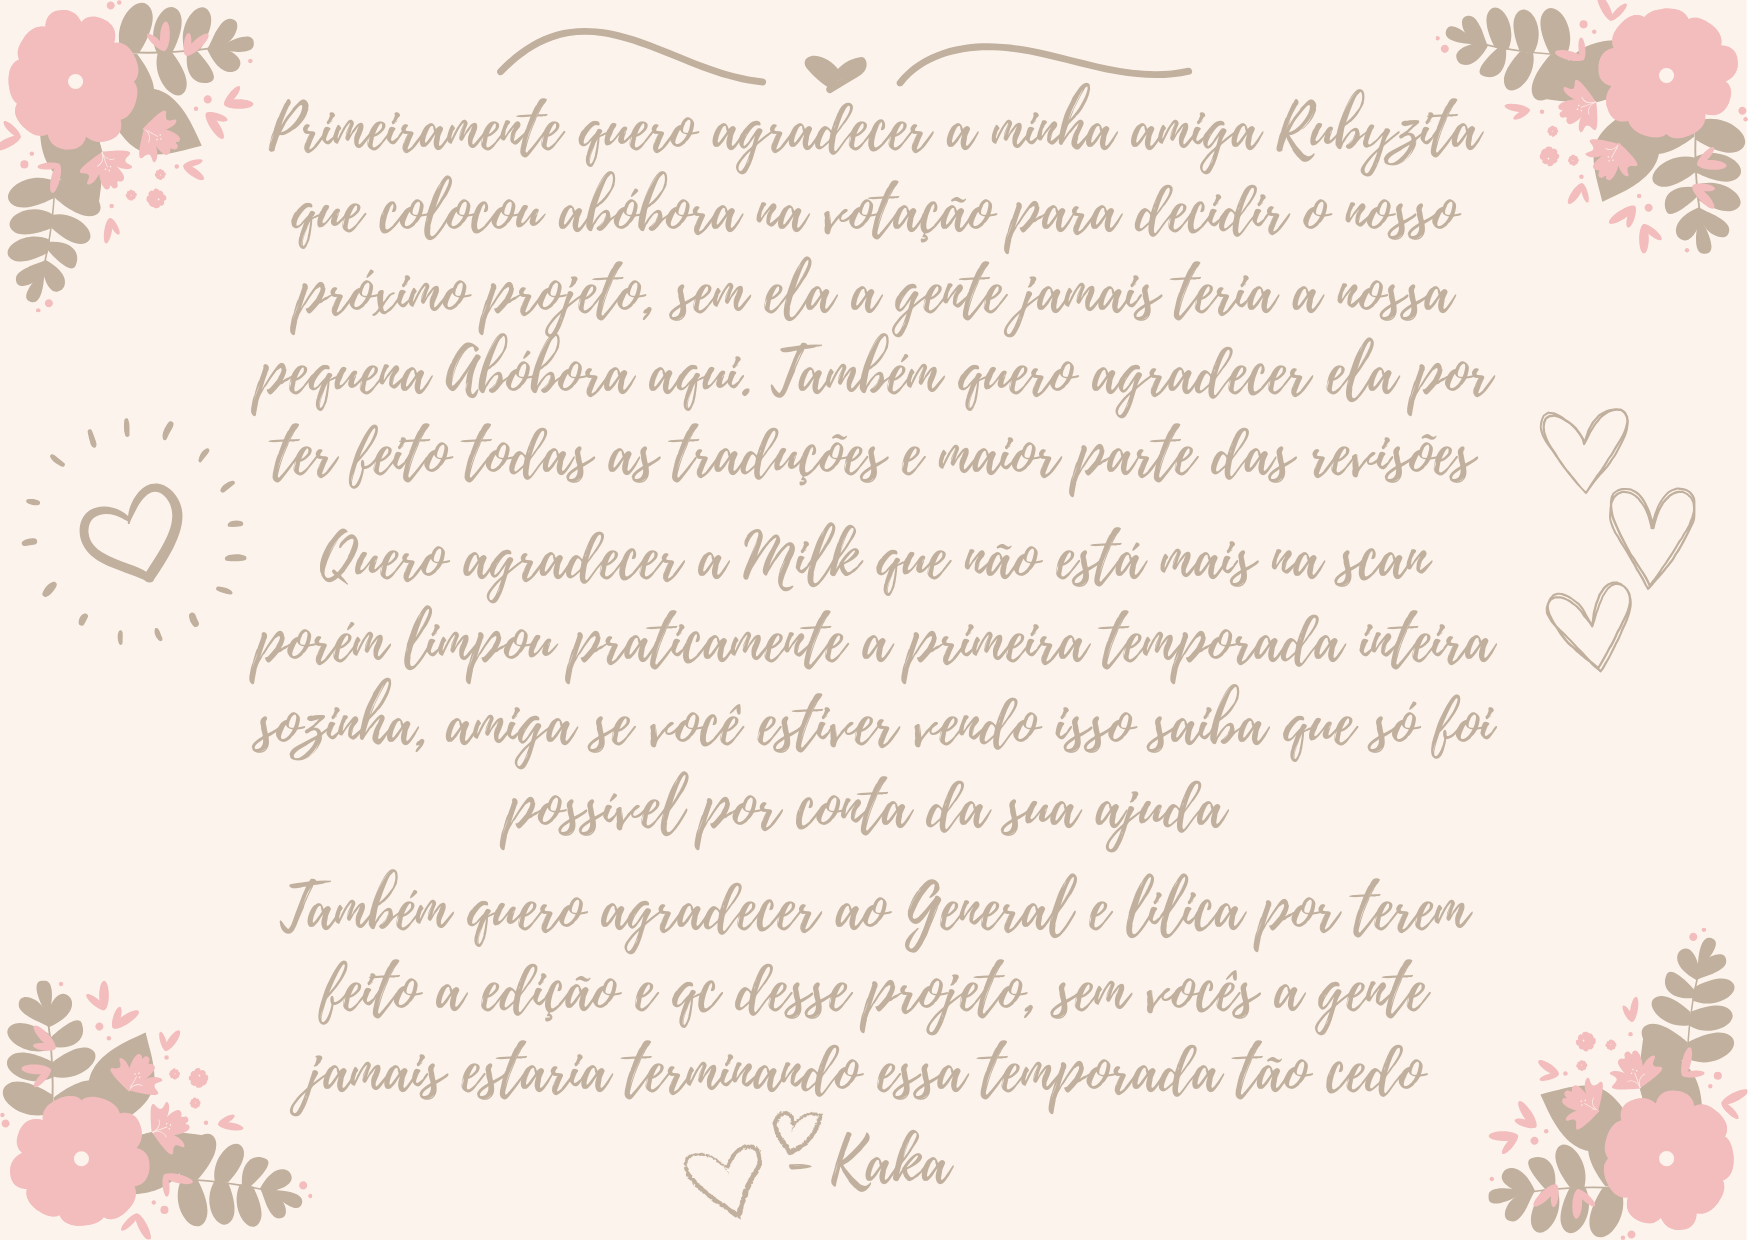 Primeiramente quero agradecer a minha amiga Rubyzita
que colocou abóbora na votação para decidir o nosso
próximo projeto, sem ela a gente jamais teria a nossa
pequena Abóbora aqui. Também quero agradecer ela por
ter feito todas as traduções e maior parte das revisões
Quero agradecer a Milk que não está mais na scan
porém limpou praticamente a primeira temporada inteira
sozinha, amiga se você estiver vendo isso saiba que só foi
possível por conta da sua ajuda
Também quero agradecer ao General e lilica por terem
feito a edição e qc desse projeto, sem vocês a gente
jamais estaria terminando essa temporada tão cedo
- Kaka